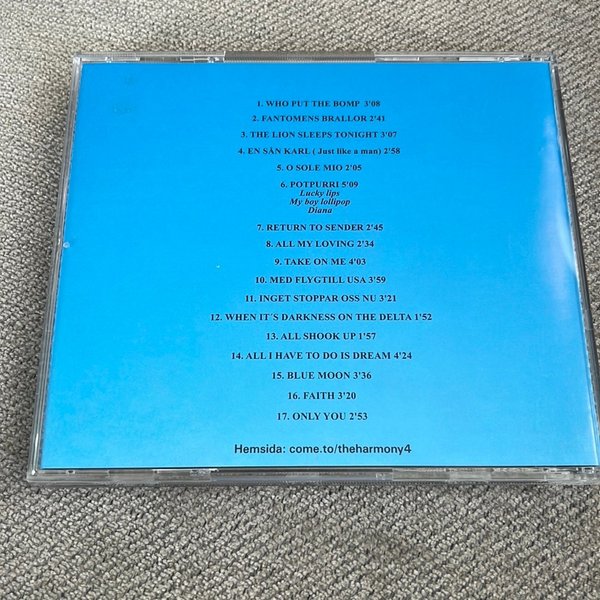 1. WHO PUT THE BOMP 3'08
2. FANTOMENS BRALLOR 2'41
3. THE LION SLEEPS TONIGHT 3'07
4. EN SÅN KARL ( Just like a man) 2'58
5. O SOLE MIO 2'05
6. POTPURRI 5'09
Lucky lips
My boy lollipop
Diana
7. RETURN TO SENDER 2'45
8. ALL MY LOVING 2'34
9. TAKE ON ME 4'03
10. MED FLYGTILL USA 3'59
11. INGET STOPPAR OSS NU 3'21
12. WHEN IT´S DARKNESS ON THE DELTA 1'52
13. ALL SHOOK UP 1'57
14. ALL I HAVE TO DO IS DREAM 4'24
15. BLUE MOON 3'36
16. FAITH 3'20
17. ONLY YOU 2'53
Hemsida: come.to/theharmony4